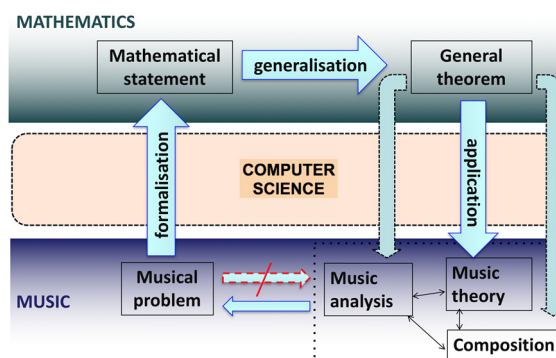 MATHEMATICS
Mathematical
statement
generalisation
General
theorem
formalisation
COMPUTER
SCIENCE
application
MUSIC
Musical
problem
Music
analysis
Music
theory
Composition